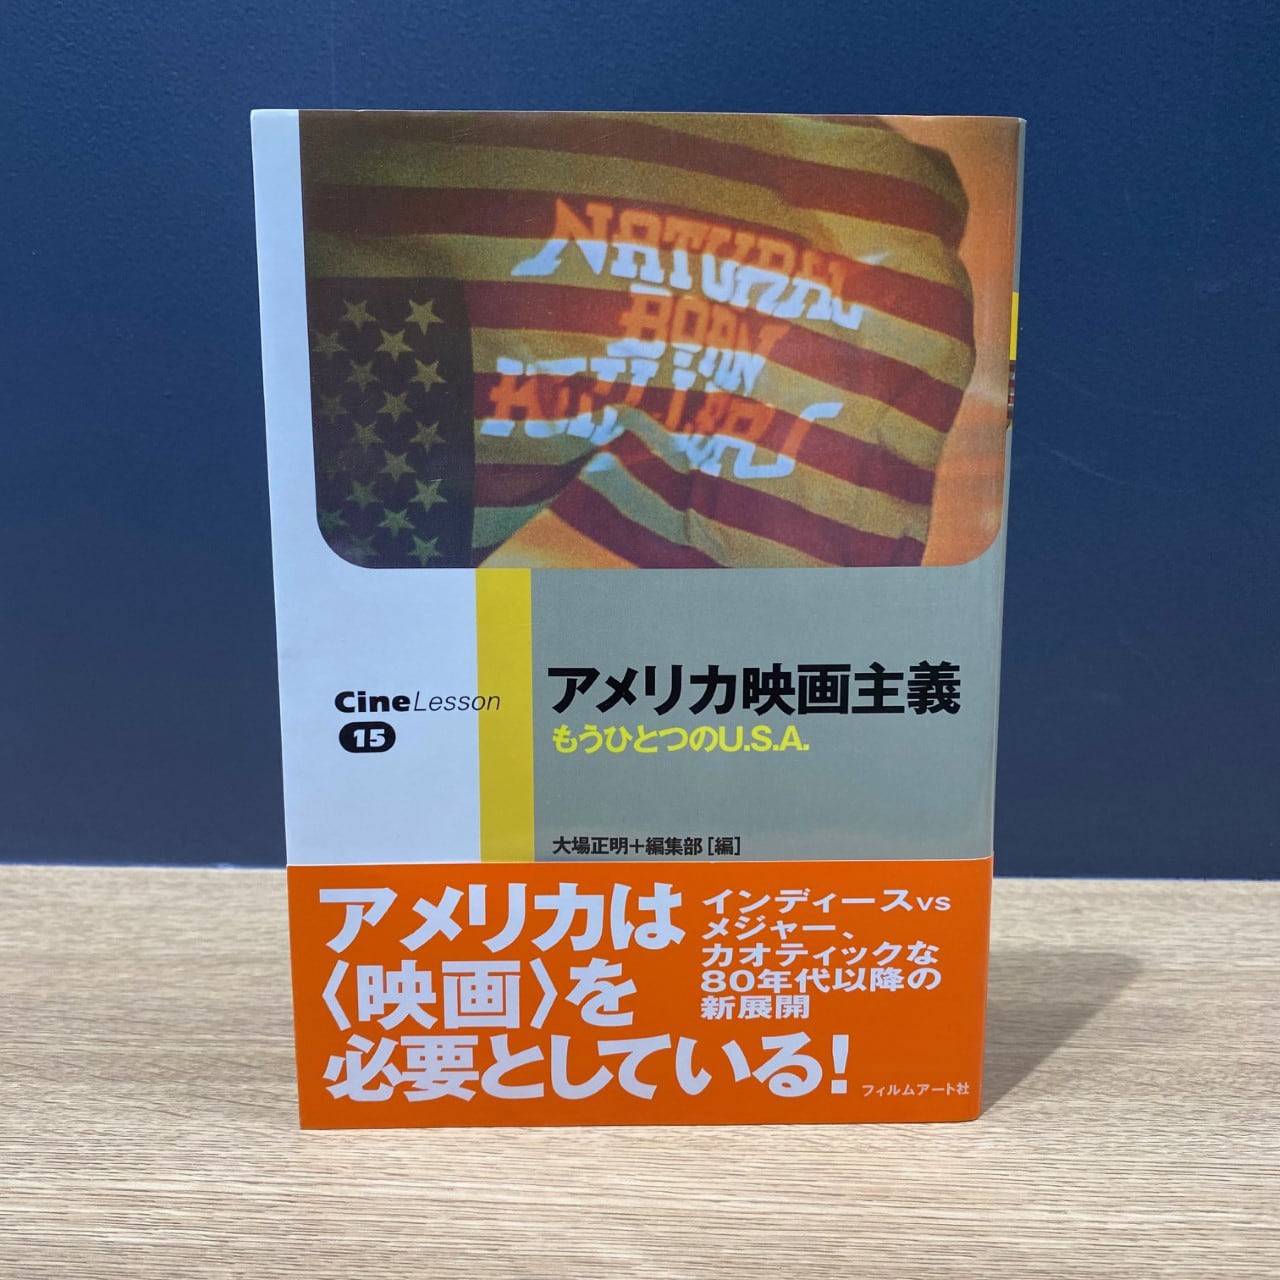 NATURAL
BORN
KILLERS
CineLesson
15
アメリカ映画主義
もうひとつのU.S.A.
大場正明+編集部[編]
アメリカは
〈映画〉を
必要としている!
インディースvs
メジャー、
カオティックな
80年代以降の
新展開
フィルムアート社